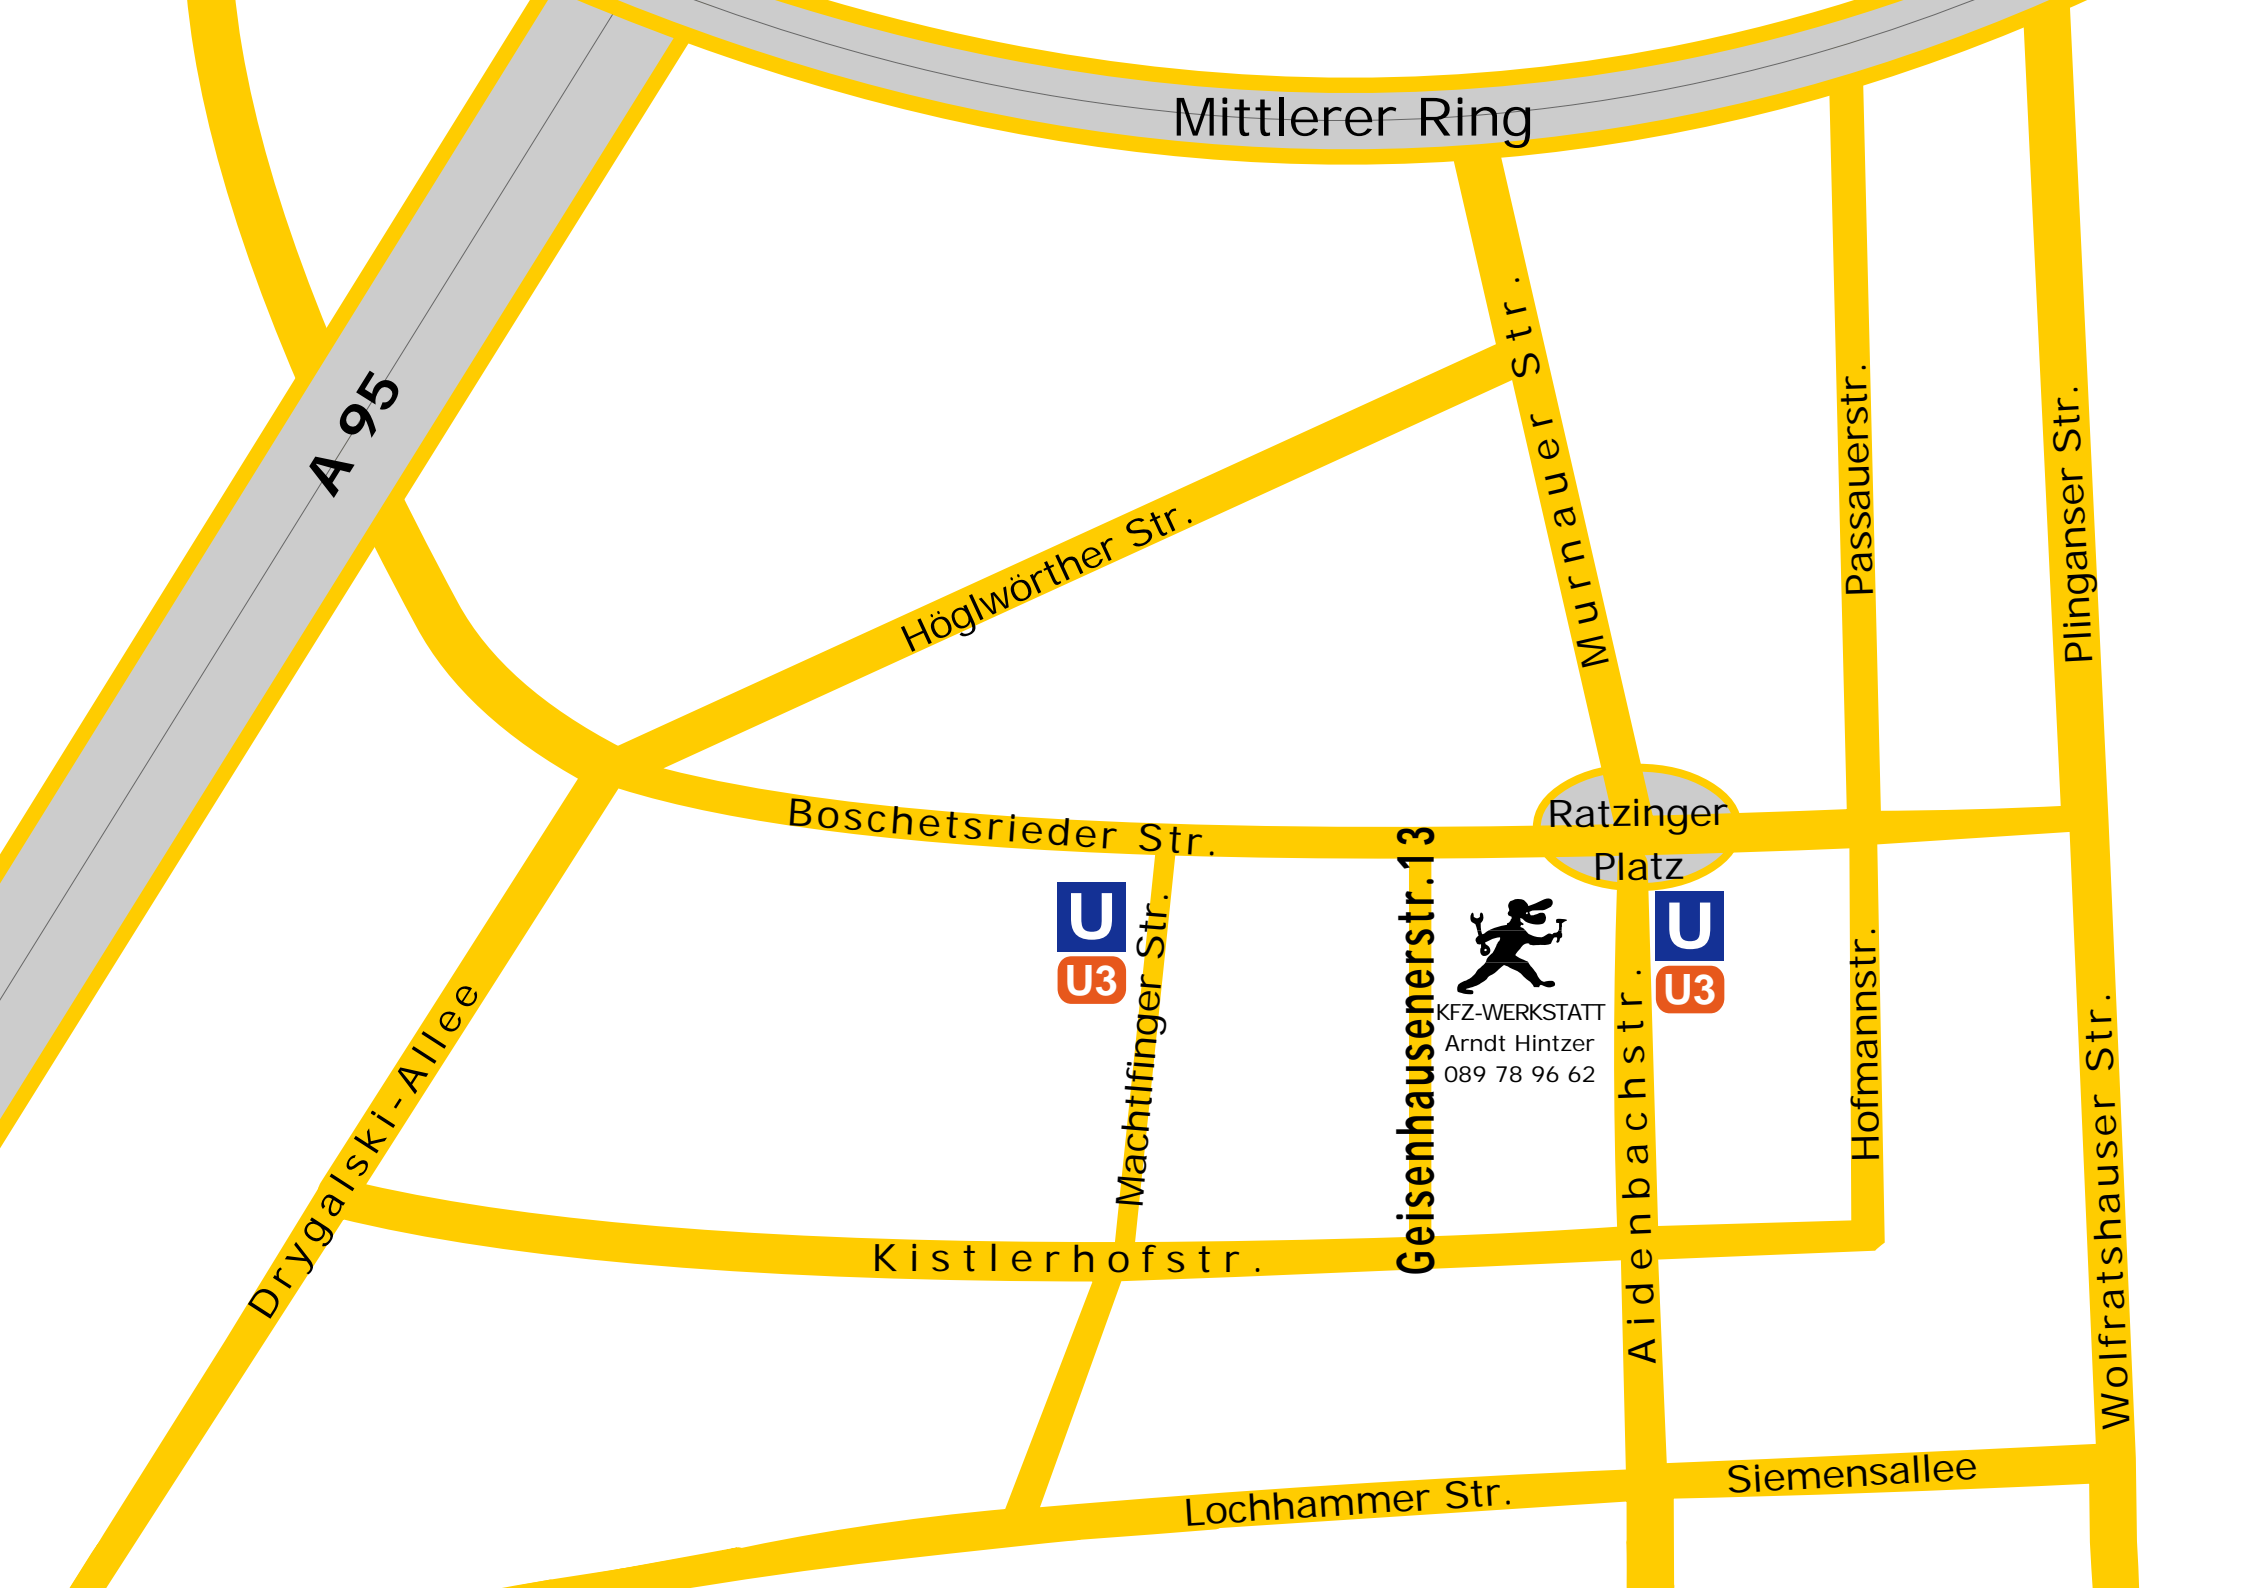 Mittlerer Ring
A 95
Murnauer Str.
Passauerstr.
Plinganser Str.
Höglwörther Str.
Boschetsrieder Str.
Ratzinger
Platz
U
U3
Machtlfinger Str.
Geisenhausenerstr.13
KFZ-WERKSTATT
Arndt Hintzer
089 78 96 62
U
U3
Aidenbachstr.
Hofmannstr.
Wolfratshauser Str.
Drygalski-Allee
Kistlerhofstr.
Lochhammer Str.
Siemensallee